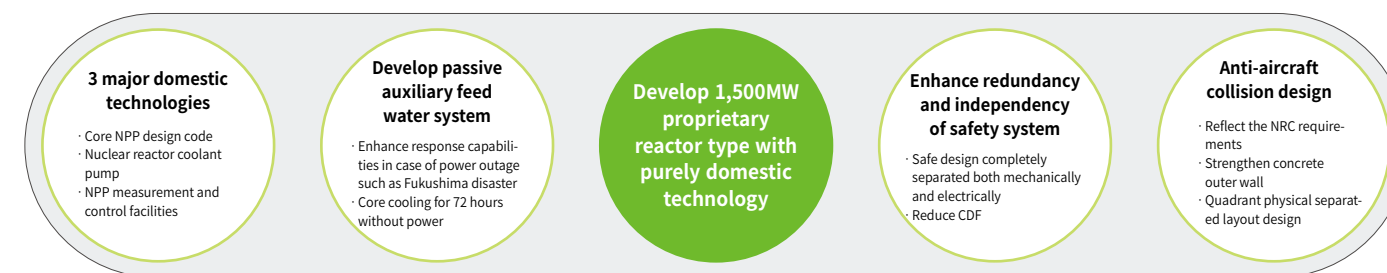 3 major domestic
technologies
· Core NPP design code
· Nuclear reactor coolant
pump
· NPP measurement and
control facilities
Develop passive
auxiliary feed
water system
· Enhance response capabili-
ties in case of power outage
such as Fukushima disaster
· Core cooling for 72 hours
without power
Develop 1,500MW
proprietary
reactor type with
purely domestic
technology
Enhance redundancy
and independency
of safety system
· Safe design completely
separated both mechanically
and electrically
· Reduce CDF
Anti-aircraft
collision design
· Reflect the NRC require-
ments
· Strengthen concrete
outer wall
· Quadrant physical separat-
ed layout design